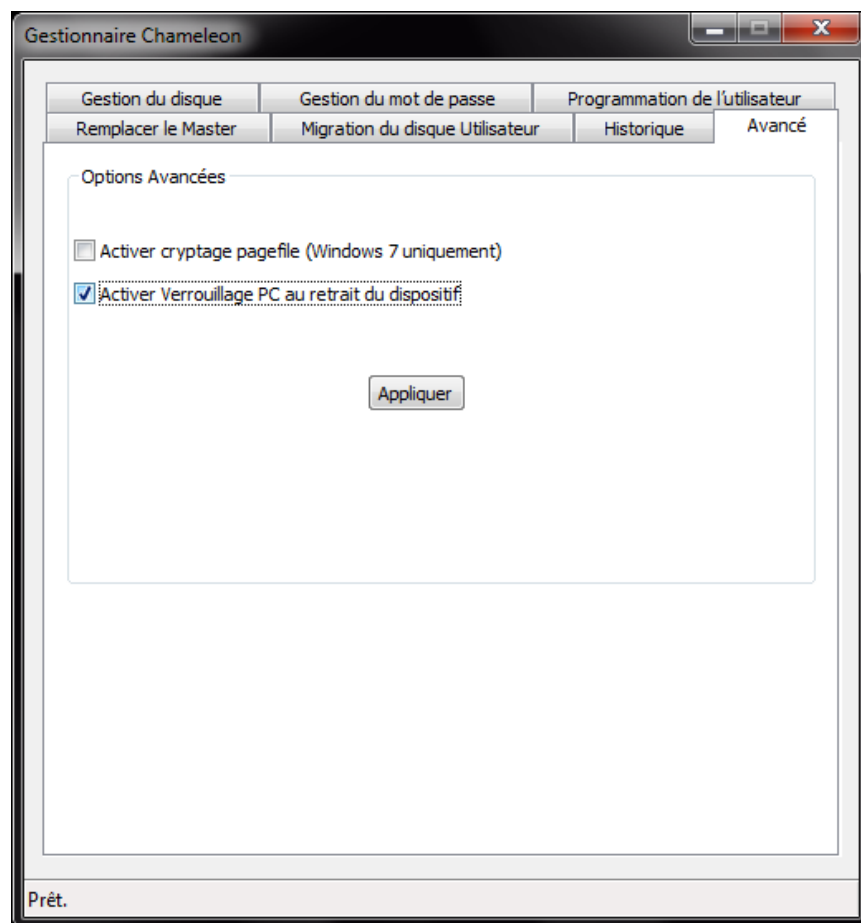 Gestionnaire Chameleon
Gestion du disque Gestion du mot de passe Programmation de l'utilisateur
Remplacer le Master Migration du disque Utilisateur Historique Avancé
Options Avancées
Activer cryptage pagefile (Windows 7 uniquement)
Activer Verrouillage PC au retrait du dispositif
Appliquer
Prêt.